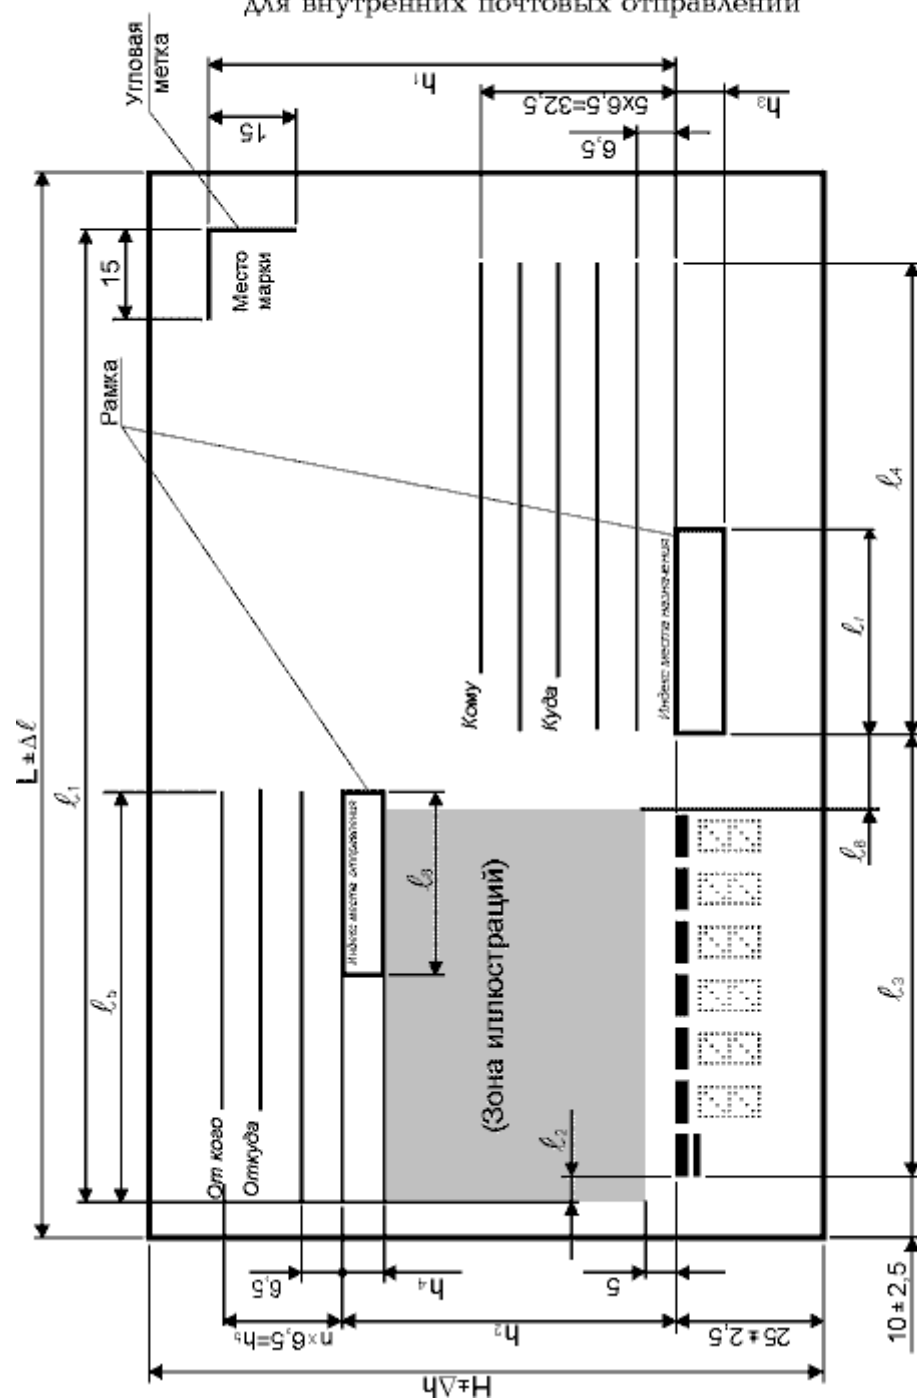 для внутренних почтовых отправлений
L±Δℓ
ℓ₁
15
ℓ₅
Угловая
метка
Рамка
Место
марки
15
h₁
5х6,5=32,5
6,5
h₃
От кого
Откуда
Индекс места отправления
ℓ₆
(Зона иллюстраций)
ℓ₂
Кому
Куда
Индекс места назначения
ℓ₇
ℓ₄
ℓ₈
ℓ₃
10±2,5
n×6,5=h₅
6,5
h₄
h₂
5
25±2,5
H±Δh